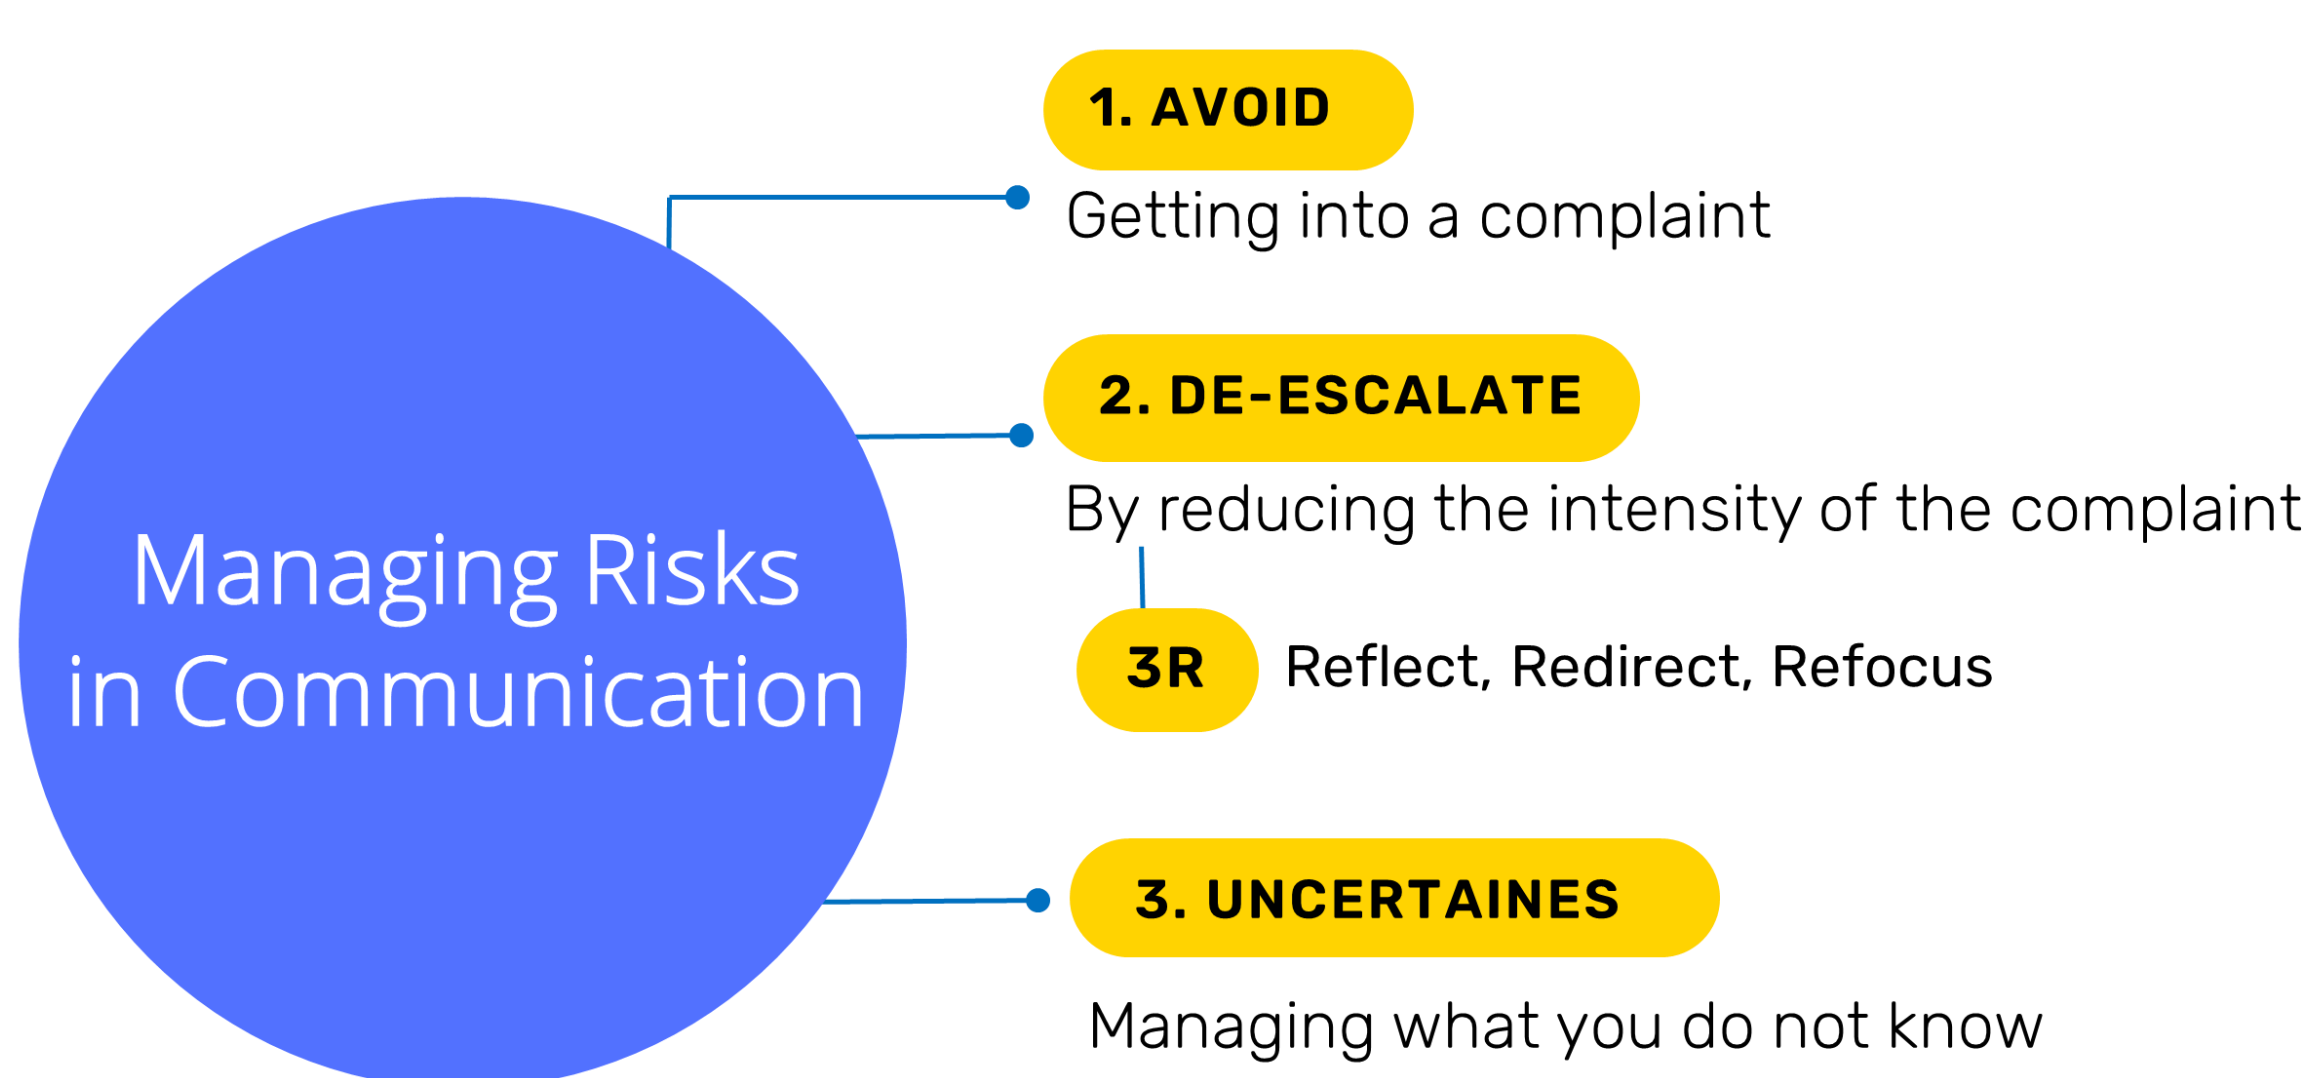 1. AVOID
Getting into a complaint
2. DE-ESCALATE
By reducing the intensity of the complaint
Managing Risks
in Communication
3R Reflect, Redirect, Refocus
3. UNCERTAINES
Managing what you do not know